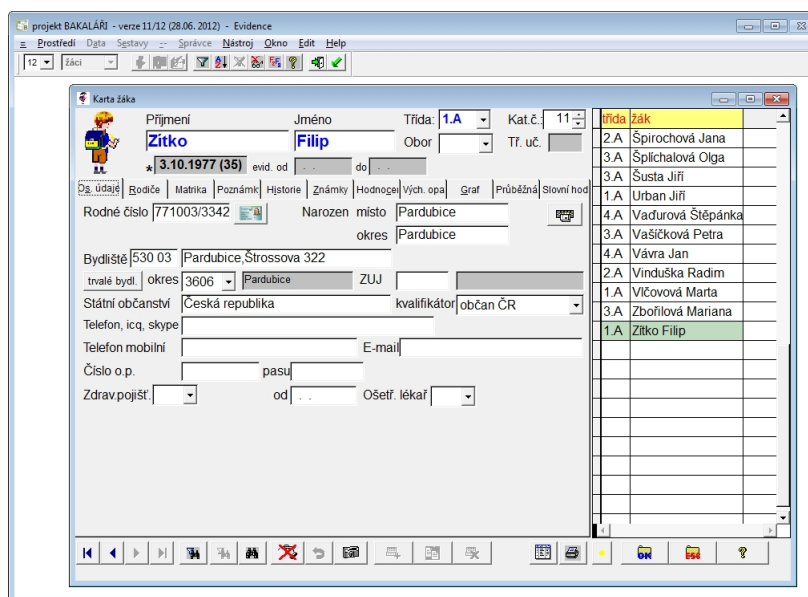 projekt BAKALÁŘI - verze 11/12 (28.06. 2012) - Evidence
Prostředí Data Sestavy -:- Správce Nástroj Okno Edit Help
12 žáci
Karta žáka
Příjmení Jméno Třída: 1.A Kat.č.: 11
Zítko Filip Obor Tř. uč.
* 3.10.1977 (35) evid. od . . do . .
Os. údaje Rodiče Matrika Poznámk Historie Známky Hodnocel Vých. opa Graf Průběžná Slovní hod
Rodné číslo 771003/3342 Narozen místo Pardubice
okres Pardubice
Bydliště 530 03 Pardubice,Štrossova 322
trvalé bydl. okres 3606 Pardubice ZUJ
Státní občanství Česká republika kvalifikátor občan ČR
Telefon, icq, skype
Telefon mobilní E-mail
Číslo o.p. pasu
Zdrav.pojišť. od . . Ošetř. lékař
třída žák
2.A Špirochová Jana
3.A Šplíchalová Olga
3.A Šusta Jiří
1.A Urban Jiří
4.A Vaďurová Štěpánka
3.A Vašíčková Petra
4.A Vávra Jan
2.A Vinduška Radim
1.A Vlčovová Marta
3.A Zbořilová Mariana
1.A Zítko Filip
OK ESC ?